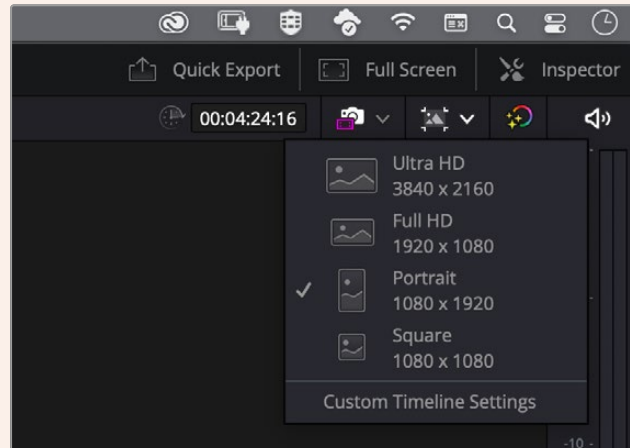 Quick Export
Full Screen
Inspector
00:04:24:16
Ultra HD
3840 x 2160
Full HD
1920 x 1080
Portrait
1080 x 1920
Square
1080 x 1080
Custom Timeline Settings
-10